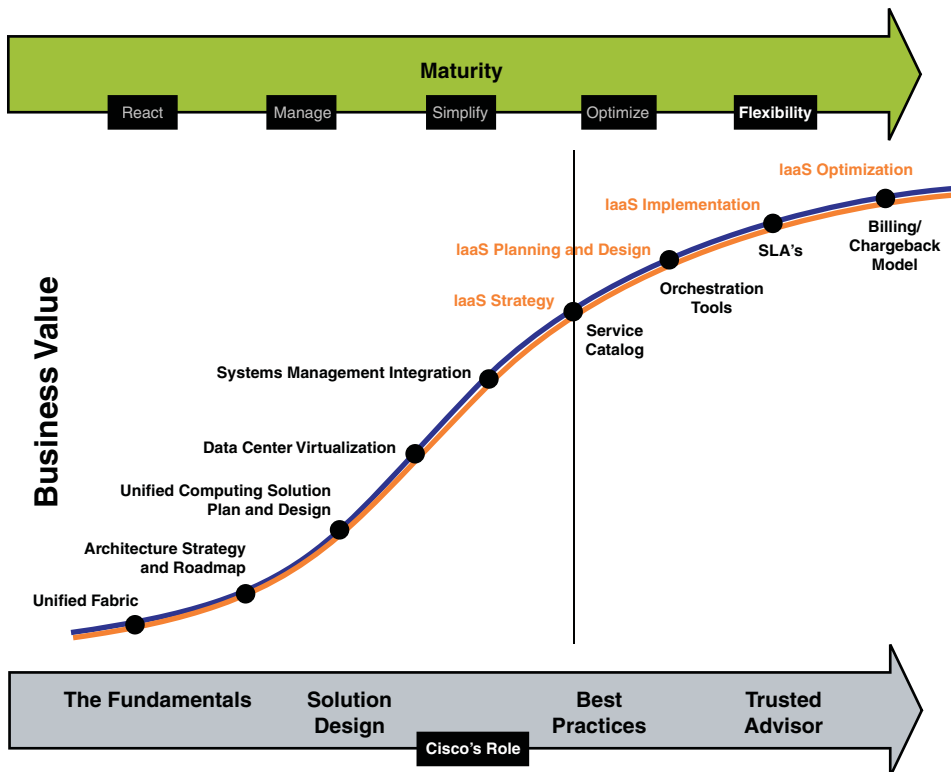 Maturity
React
Manage
Simplify
Optimize
Flexibility
IaaS Optimization
IaaS Implementation
Billing/
Chargeback
Model
SLA's
IaaS Planning and Design
Orchestration
Tools
IaaS Strategy
Service
Catalog
Business Value
Systems Management Integration
Data Center Virtualization
Unified Computing Solution
Plan and Design
Architecture Strategy
and Roadmap
Unified Fabric
The Fundamentals
Solution
Design
Best
Practices
Trusted
Advisor
Cisco's Role